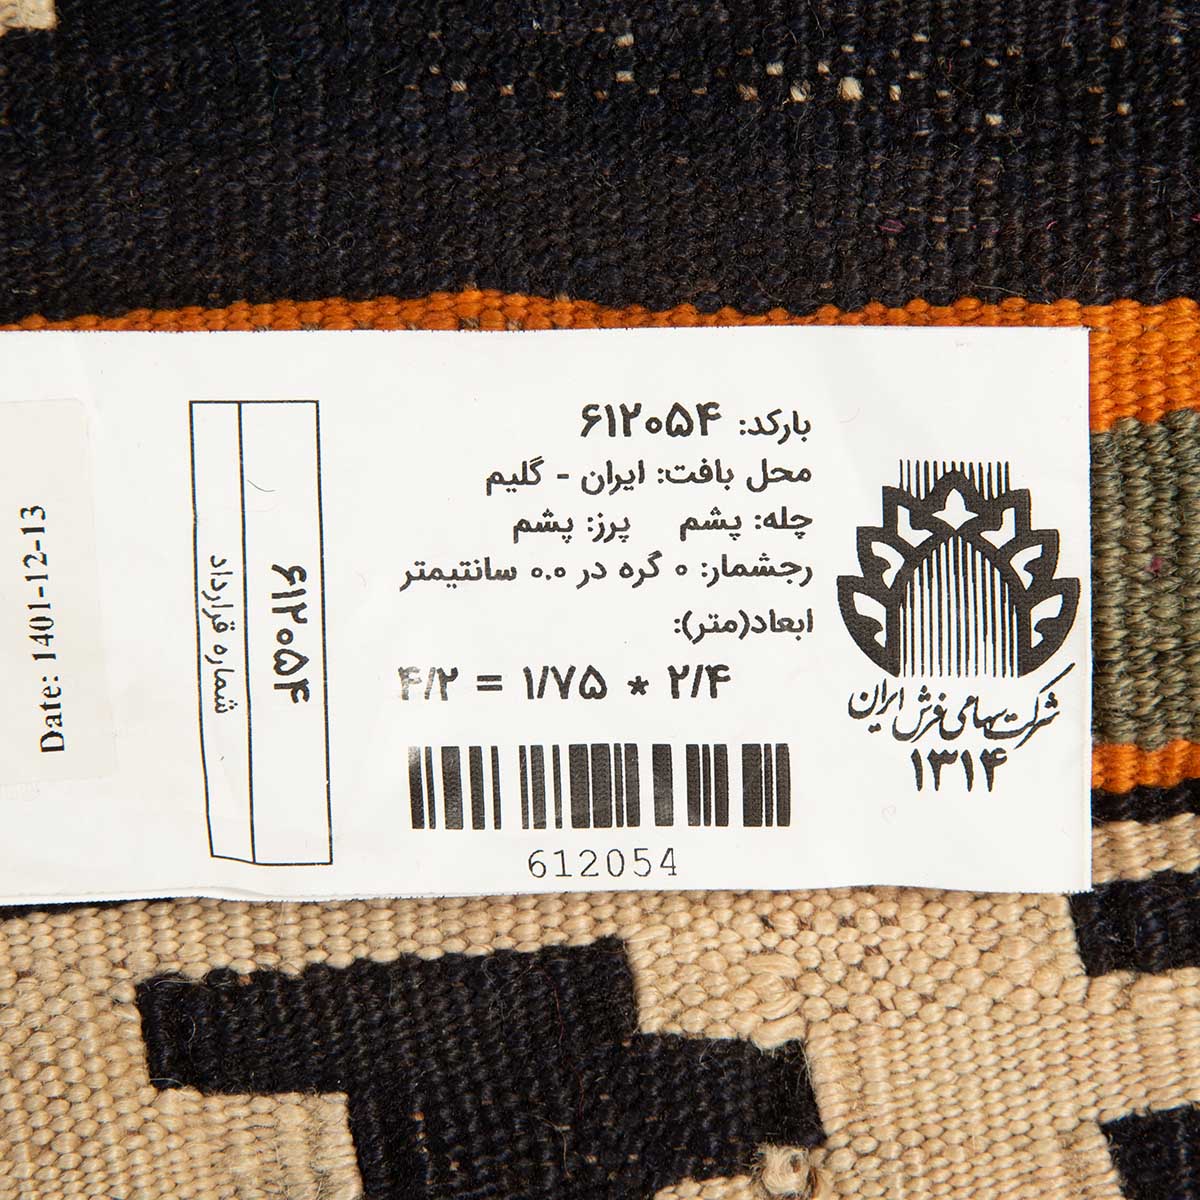 بارکد: ۶۱۲۰۵۴
محل بافت: ایران - گلیم
چله: پشم پرز: پشم
رجشمار: ۰ گره در ۰.۰ سانتیمتر
ابعاد(متر):
۲/۴ * ۱/۷۵ = ۴/۲
612054
شرکت سهامی فرش ایران
۱۳۱۴
۶۱۲۰۵۴
شماره قرارداد
Date: 1401-12-13